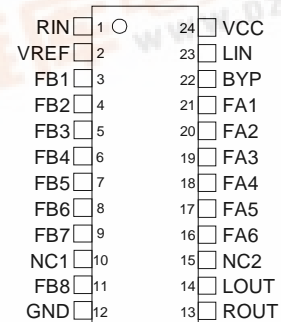 RIN 1 24 VCC
VREF 2 23 LIN
FB1 3 22 BYP
FB2 4 21 FA1
FB3 5 20 FA2
FB4 6 19 FA3
FB5 7 18 FA4
FB6 8 17 FA5
FB7 9 16 FA6
NC1 10 15 NC2
FB8 11 14 LOUT
GND 12 13 ROUT